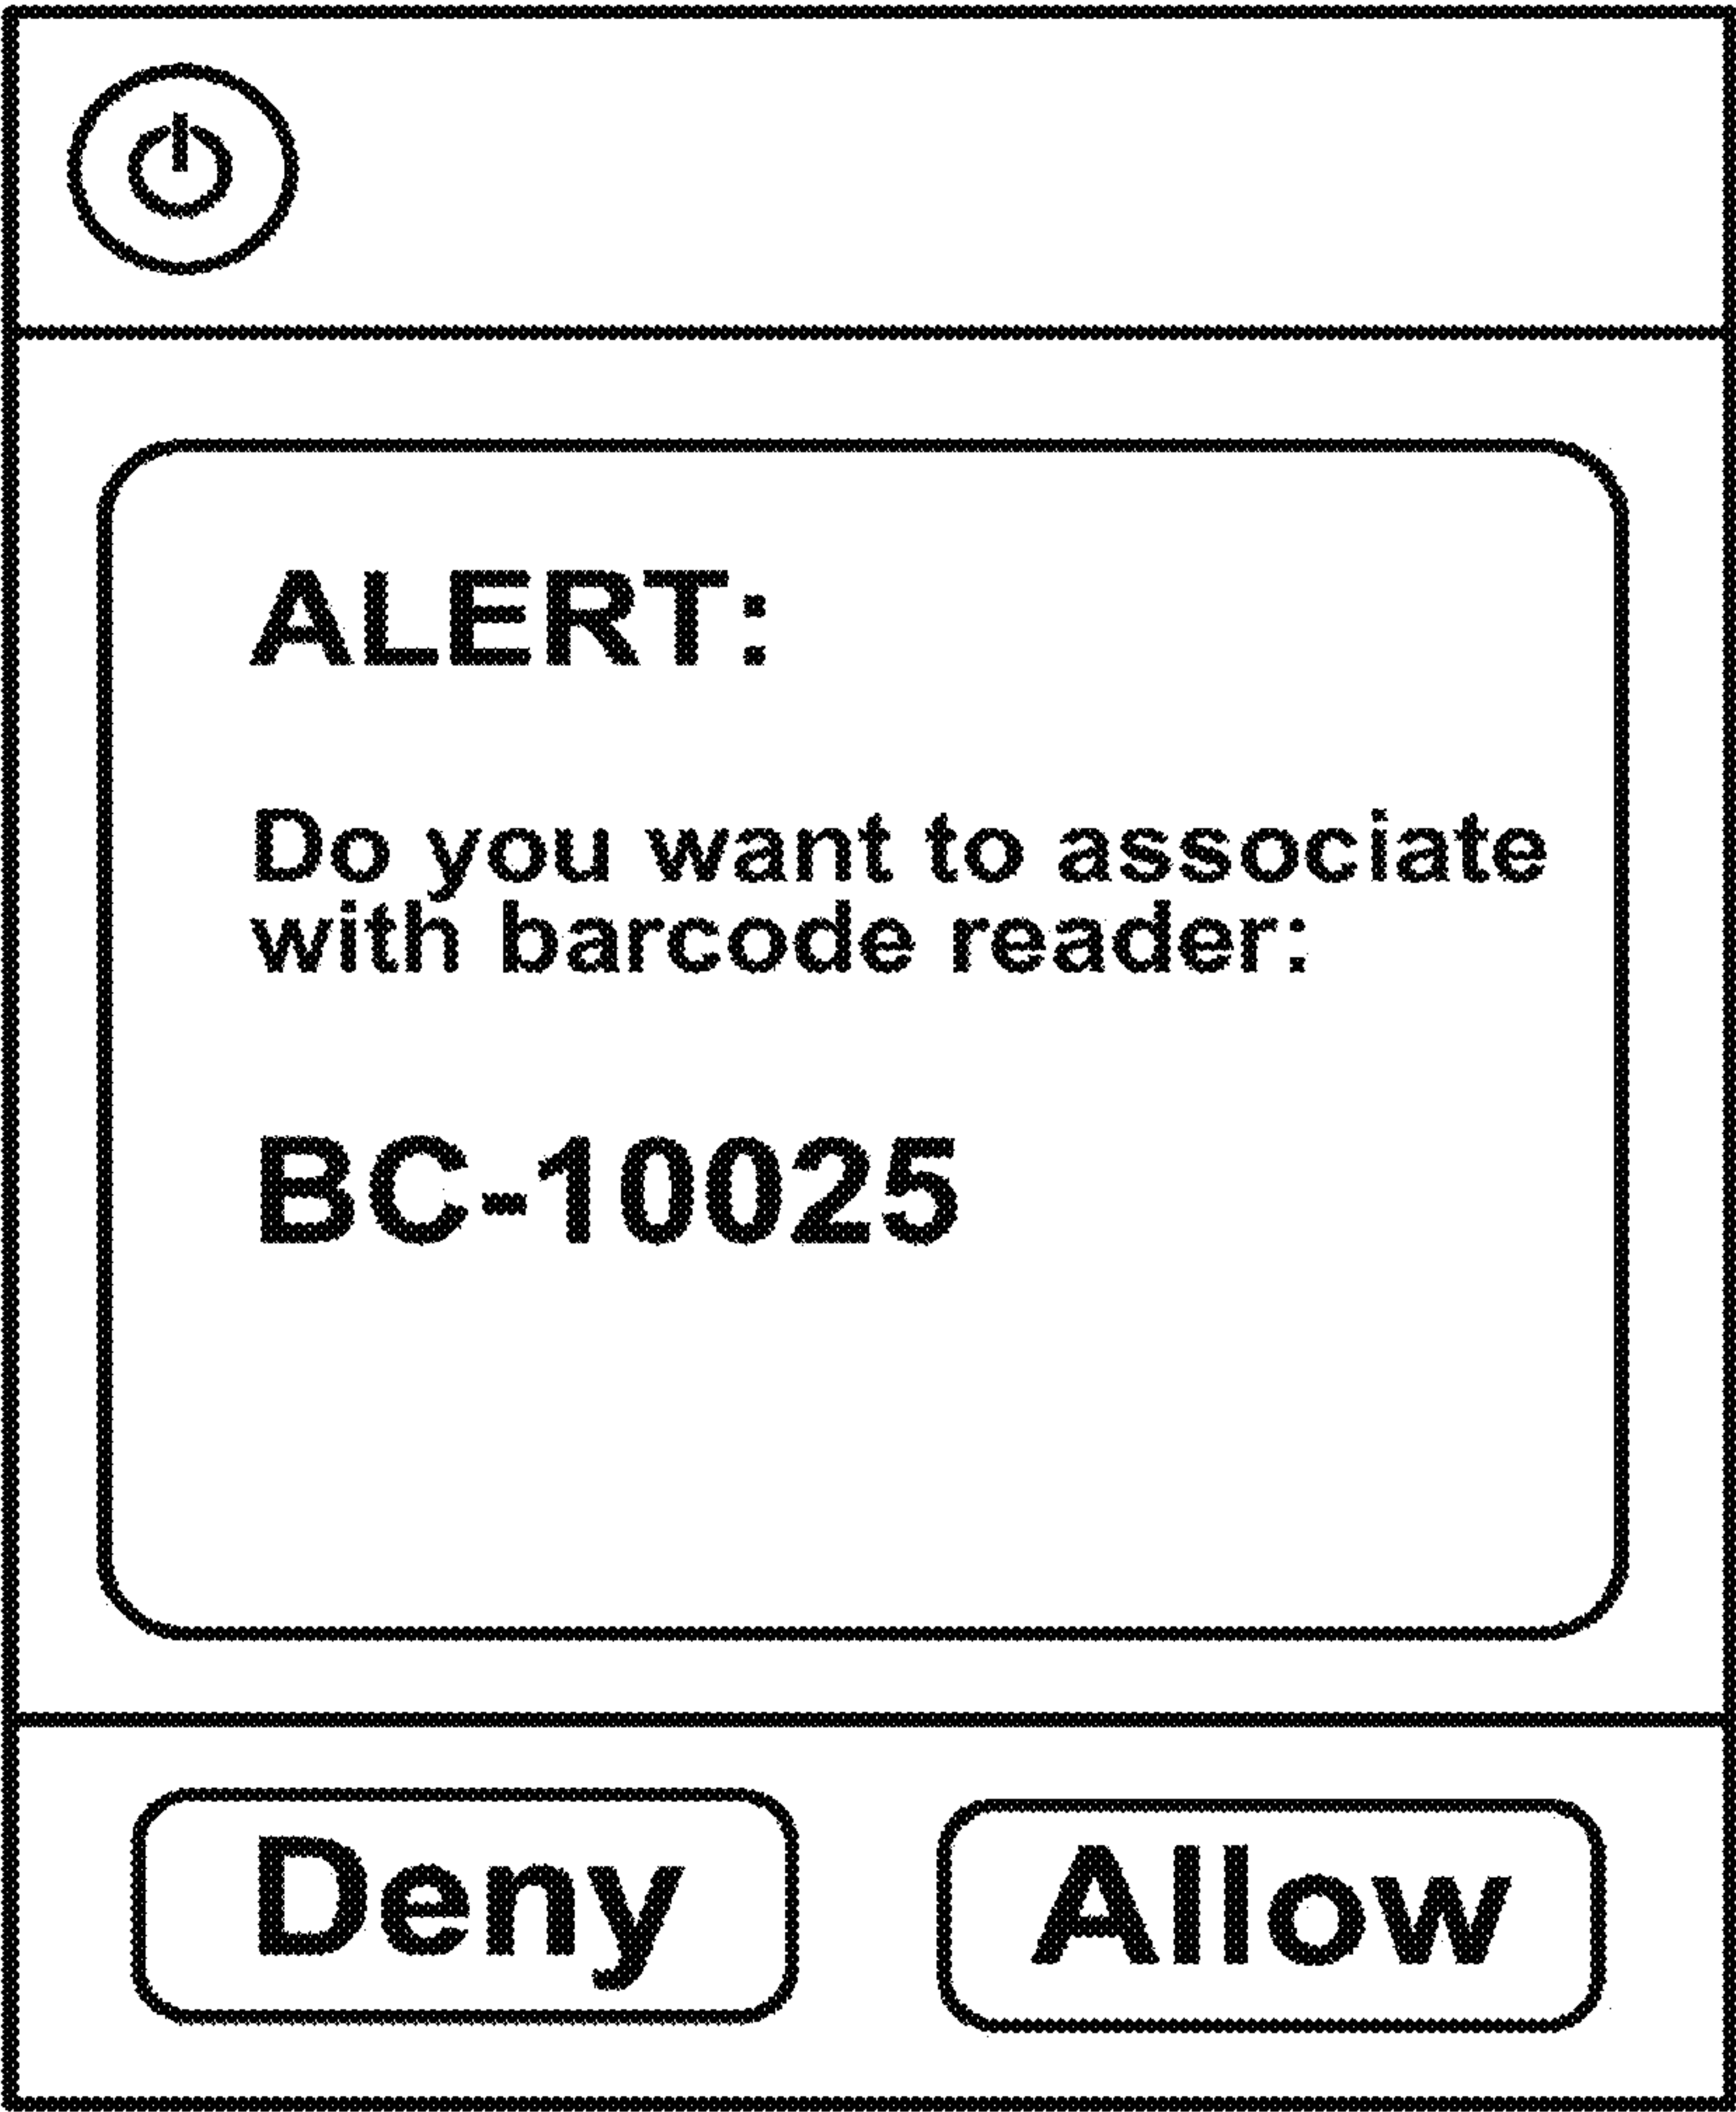 ALERT:
Do you want to associate
with barcode reader:
BC-10025
Deny
Allow